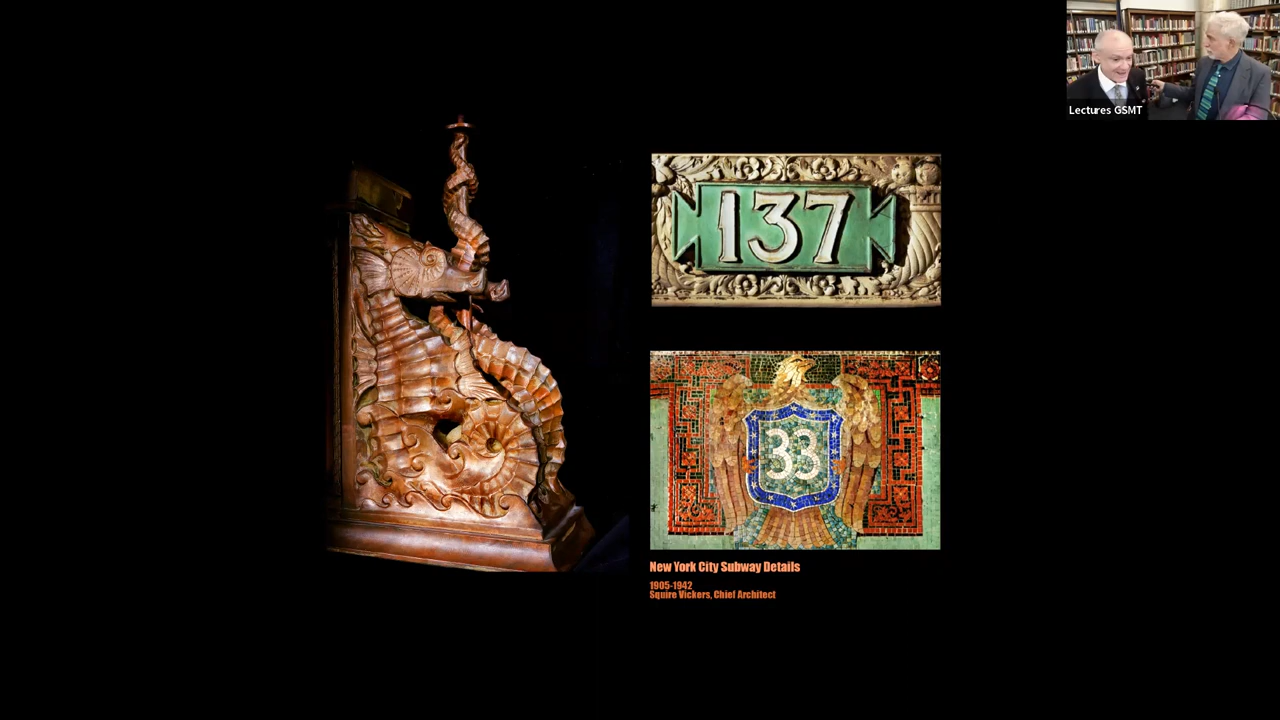 Lectures GSMT
137
33
New York City Subway Details
1905-1942
Squire Vickers, Chief Architect